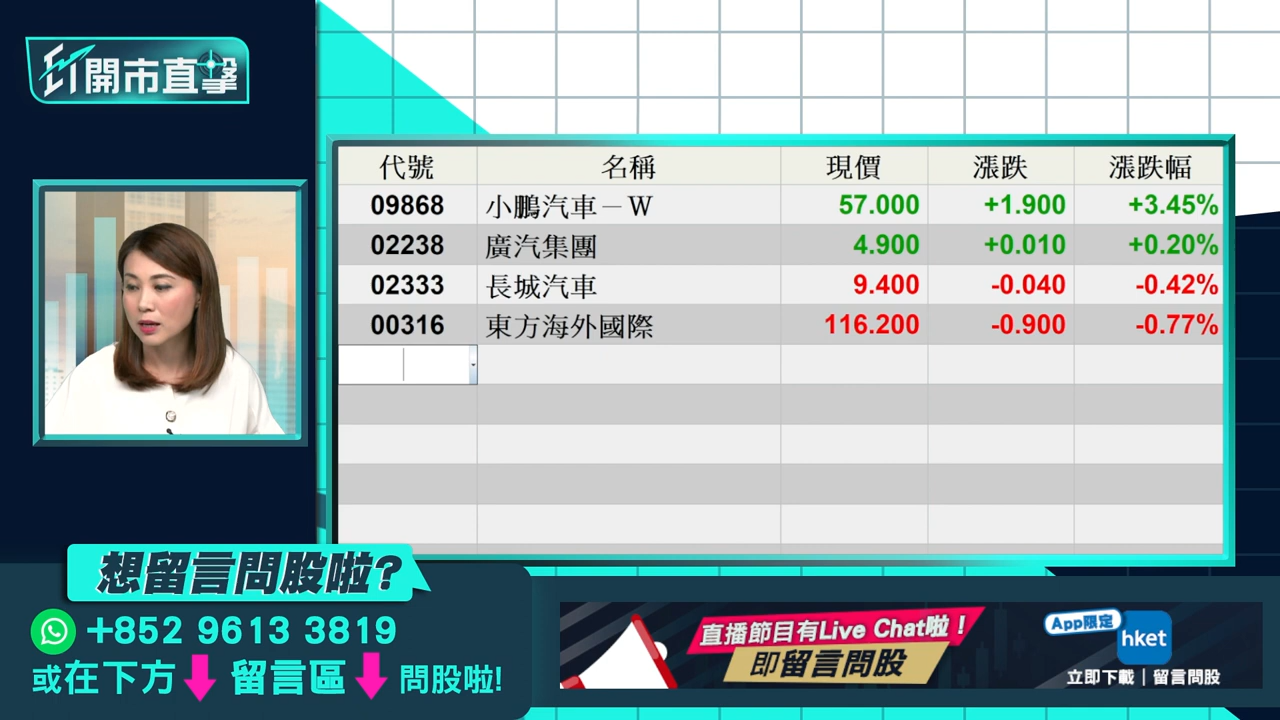 ET開市直擊
代號 名稱 現價 漲跌 漲跌幅
09868 小鵬汽車－W 57.000 +1.900 +3.45%
02238 廣汽集團 4.900 +0.010 +0.20%
02333 長城汽車 9.400 -0.040 -0.42%
00316 東方海外國際 116.200 -0.900 -0.77%
想留言問股啦?
+852 9613 3819
或在下方 留言區 問股啦!
直播節目有Live Chat啦！
即留言問股
App限定
hket
立即下載｜留言問股